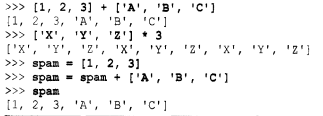 >>> [1, 2, 3] + ['A', 'B', 'C']
[1, 2, 3, 'A', 'B', 'C']
>>> ['X', 'Y', 'Z'] * 3
['X', 'Y', 'Z', 'X', 'Y', 'Z', 'X', 'Y', 'Z']
>>> spam = [1, 2, 3]
>>> spam = spam + ['A', 'B', 'C']
>>> spam
[1, 2, 3, 'A', 'B', 'C']